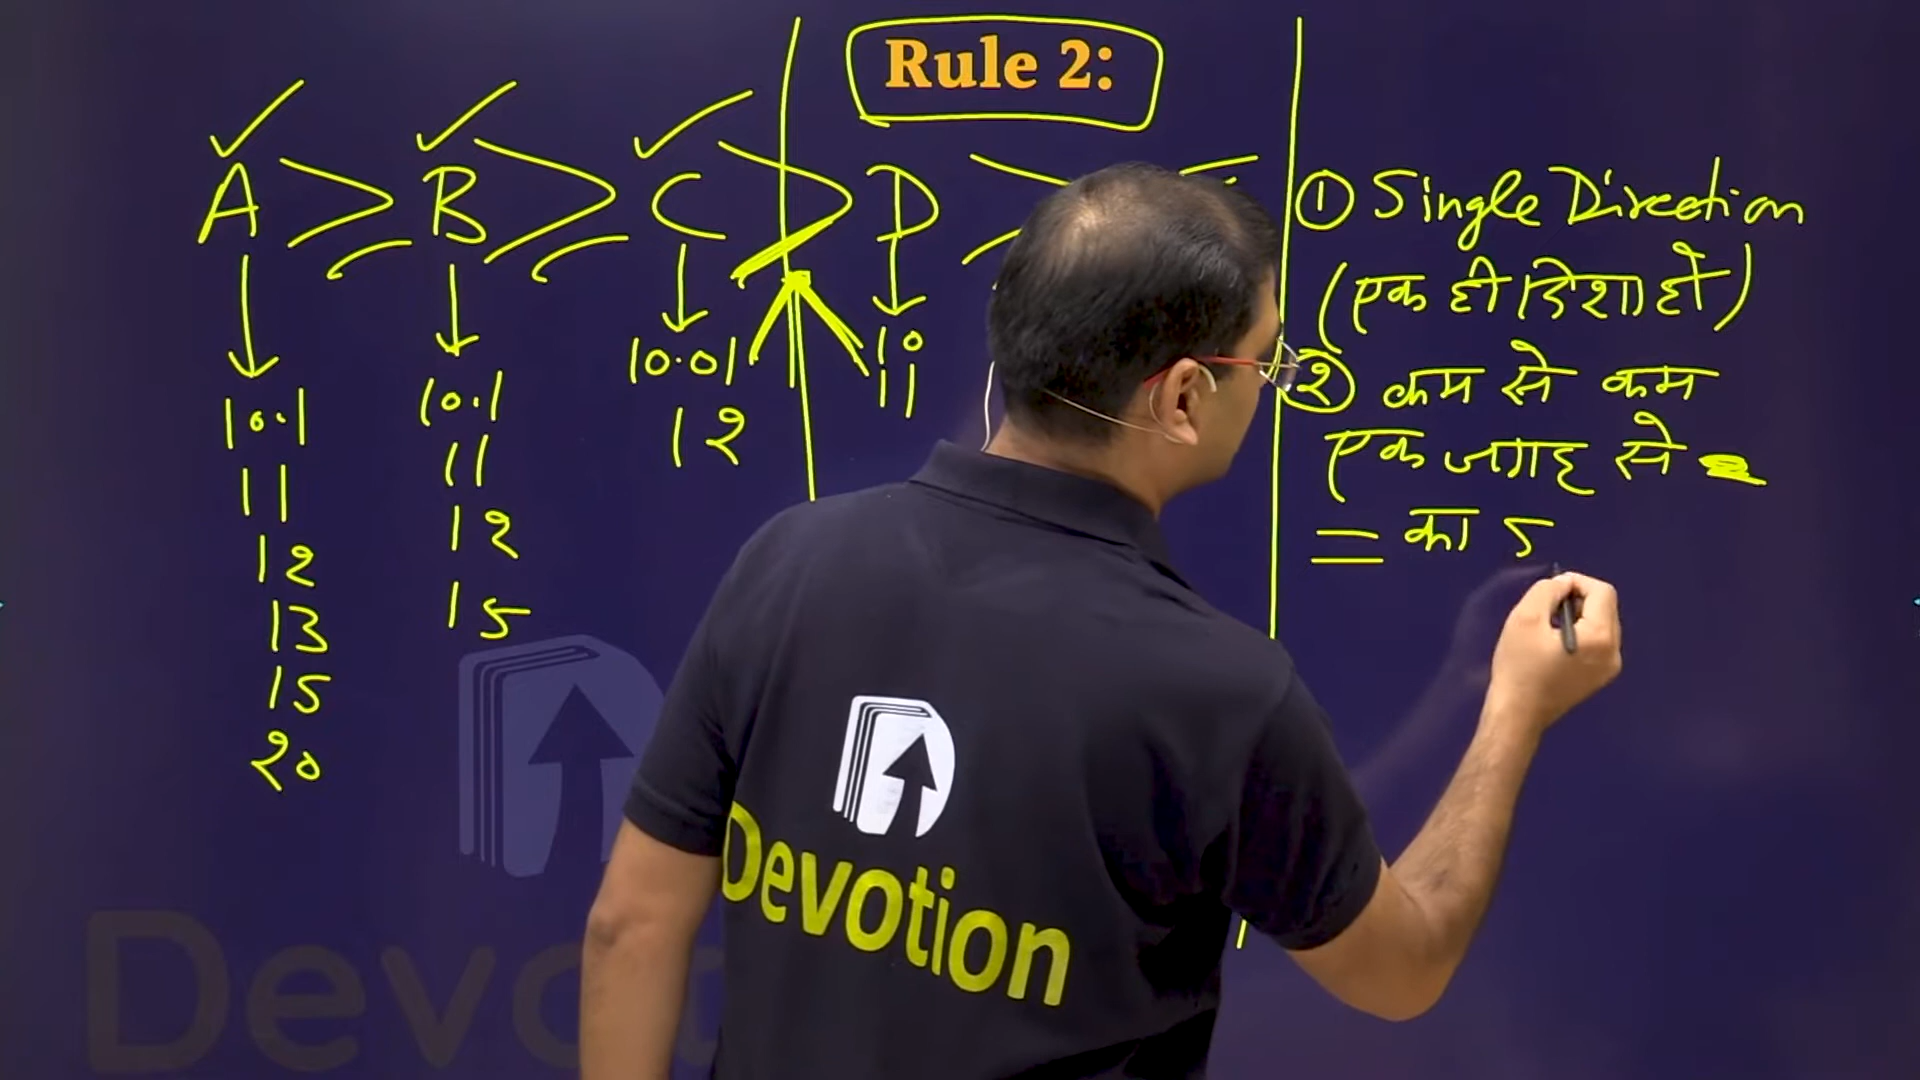 Rule 2:
A ≥ B ≥ C > D
10.1
11
12
13
15
20
10.1
11
12
15
10.01
12
10
11
① Single Direction
(एक ही दिशा हो)
② कम से कम
एक जगह से
= का
Devotion